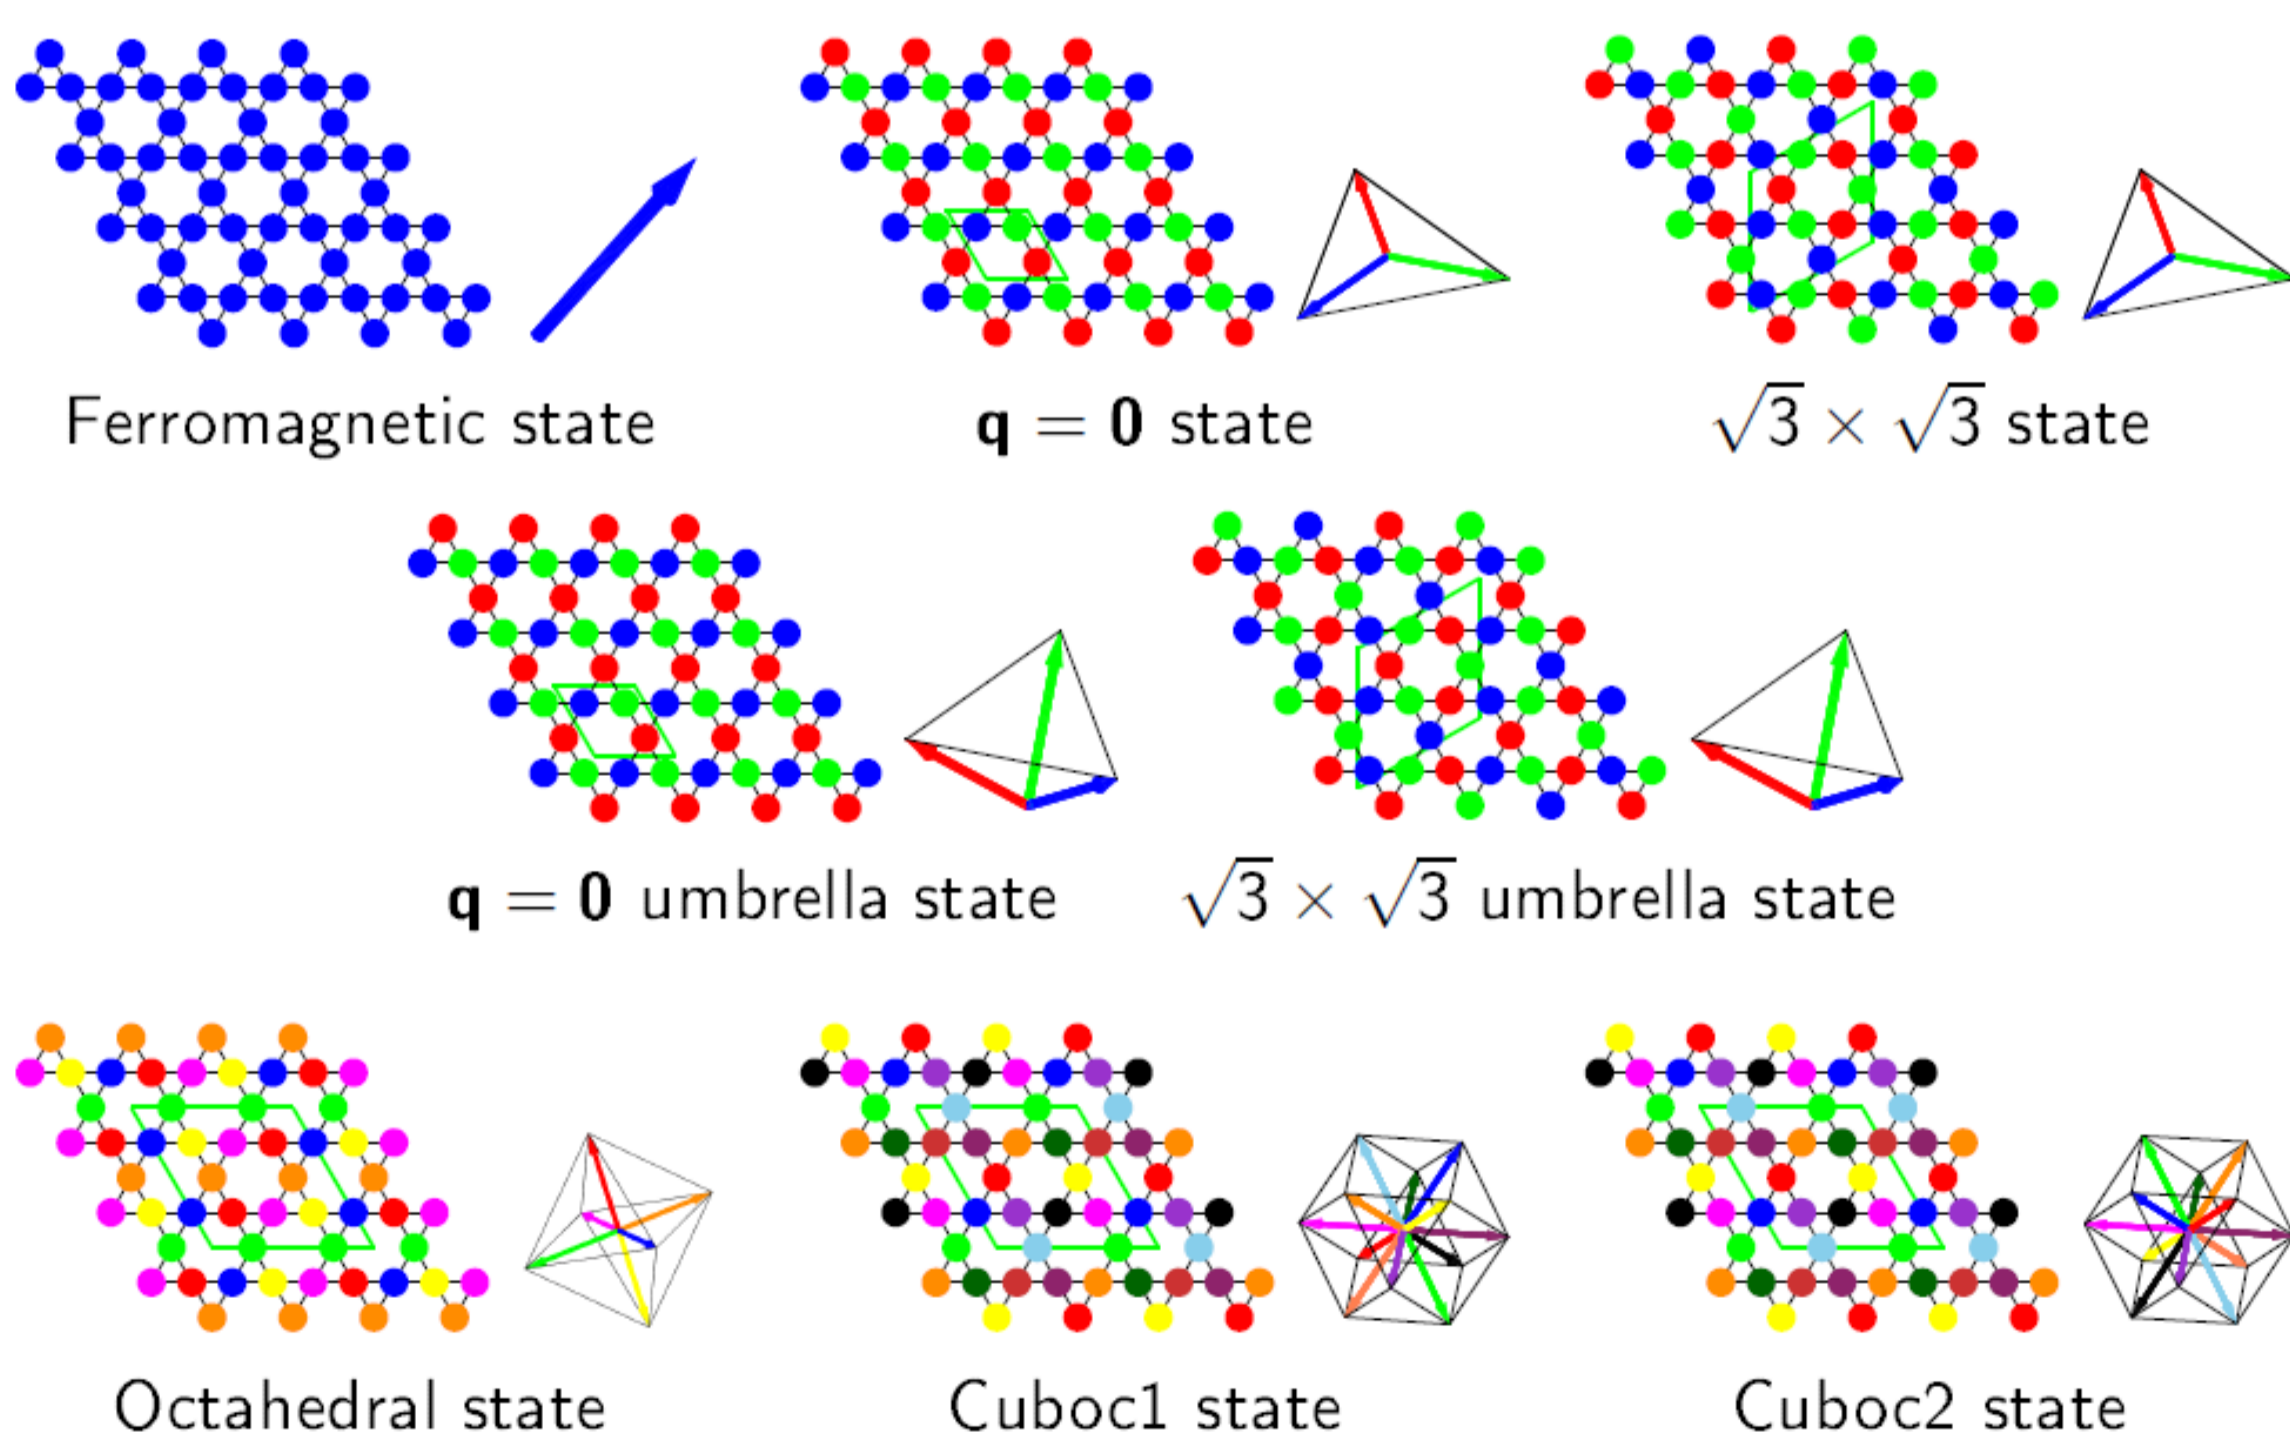 Ferromagnetic state
q = 0 state
√3 × √3 state
q = 0 umbrella state
√3 × √3 umbrella state
Octahedral state
Cuboc1 state
Cuboc2 state